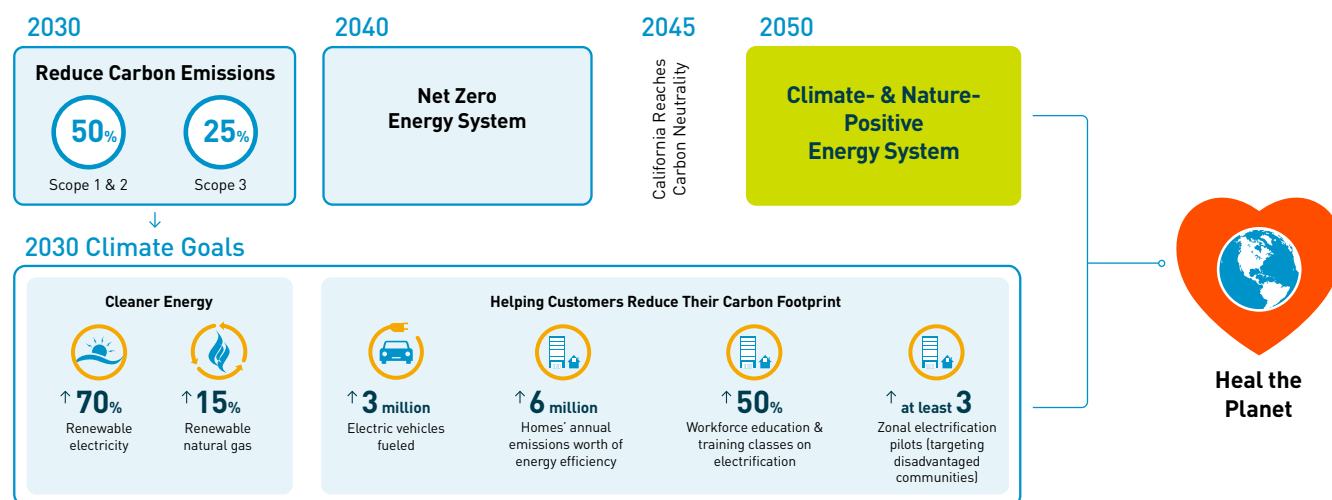 2030
Reduce Carbon Emissions
50%
Scope 1 & 2
25%
Scope 3
2040
Net Zero
Energy System
2045
California Reaches
Carbon Neutrality
2050
Climate- & Nature-
Positive
Energy System
2030 Climate Goals
Cleaner Energy
↑ 70%
Renewable
electricity
↑ 15%
Renewable
natural gas
Helping Customers Reduce Their Carbon Footprint
↑ 3 million
Electric vehicles
fueled
↑ 6 million
Homes’ annual
emissions worth of
energy efficiency
↑ 50%
Workforce education &
training classes on
electrification
↑ at least 3
Zonal electrification
pilots (targeting
disadvantaged
communities)
Heal the
Planet